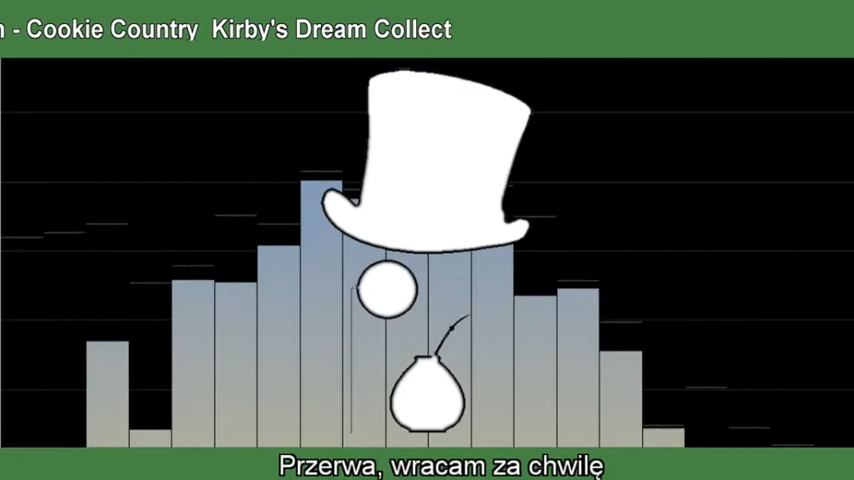 - Cookie Country Kirby's Dream Collect
Przerwa, wracam za chwilę